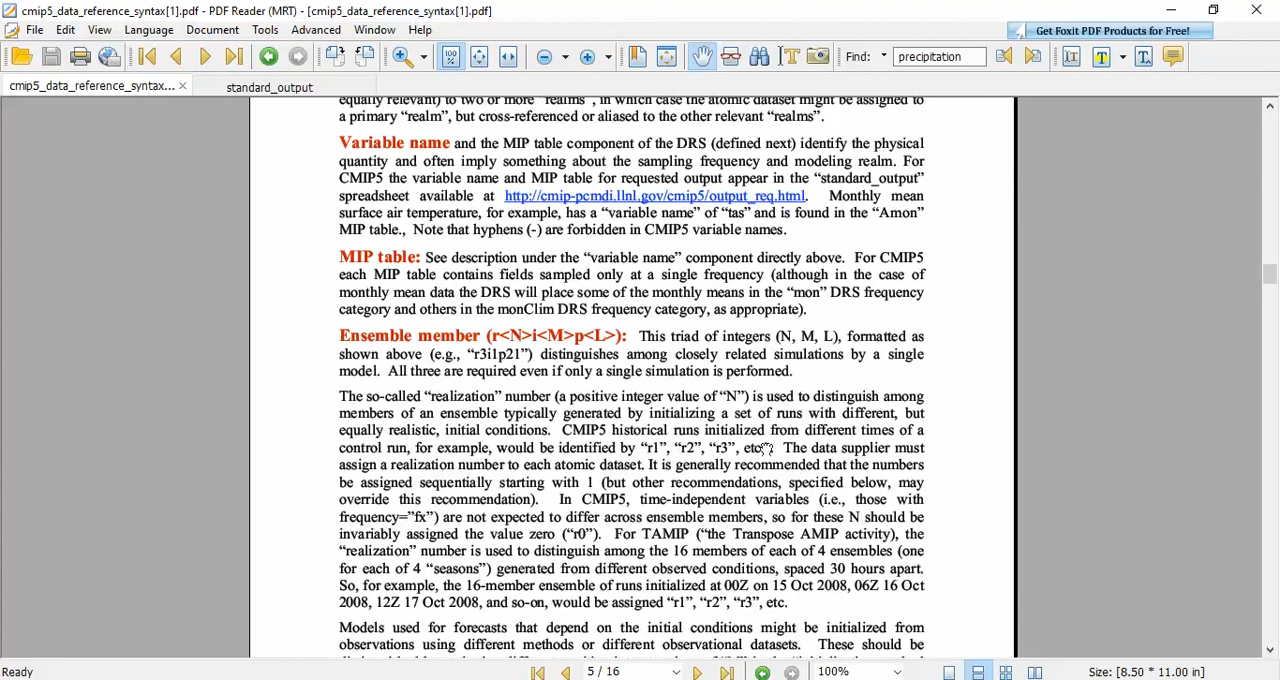 cmip5_data_reference_syntax[1].pdf - PDF Reader (MRT) - [cmip5_data_reference_syntax[1].pdf]
File Edit View Language Document Tools Advanced Window Help
Get Foxit PDF Products for Free!
Find: precipitation
cmip5_data_reference_syntax... standard_output
equally relevant) to two or more “realms”, in which case the atomic dataset might be assigned to
a primary “realm”, but cross-referenced or aliased to the other relevant “realms”.
Variable name and the MIP table component of the DRS (defined next) identify the physical
quantity and often imply something about the sampling frequency and modeling realm. For
CMIP5 the variable name and MIP table for requested output appear in the “standard_output”
spreadsheet available at http://cmip-pcmdi.llnl.gov/cmip5/output_req.html. Monthly mean
surface air temperature, for example, has a “variable name” of “tas” and is found in the “Amon”
MIP table., Note that hyphens (-) are forbidden in CMIP5 variable names.
MIP table: See description under the “variable name” component directly above. For CMIP5
each MIP table contains fields sampled only at a single frequency (although in the case of
monthly mean data the DRS will place some of the monthly means in the “mon” DRS frequency
category and others in the monClim DRS frequency category, as appropriate).
Ensemble member (r<N>i<M>p<L>): This triad of integers (N, M, L), formatted as
shown above (e.g., “r3i1p21”) distinguishes among closely related simulations by a single
model. All three are required even if only a single simulation is performed.
The so-called “realization” number (a positive integer value of “N”) is used to distinguish among
members of an ensemble typically generated by initializing a set of runs with different, but
equally realistic, initial conditions. CMIP5 historical runs initialized from different times of a
control run, for example, would be identified by “r1”, “r2”, “r3”, etc. The data supplier must
assign a realization number to each atomic dataset. It is generally recommended that the numbers
be assigned sequentially starting with 1 (but other recommendations, specified below, may
override this recommendation). In CMIP5, time-independent variables (i.e., those with
frequency=”fx”) are not expected to differ across ensemble members, so for these N should be
invariably assigned the value zero (“r0”). For TAMIP (“the Transpose AMIP activity), the
“realization” number is used to distinguish among the 16 members of each of 4 ensembles (one
for each of 4 “seasons”) generated from different observed conditions, spaced 30 hours apart.
So, for example, the 16-member ensemble of runs initialized at 00Z on 15 Oct 2008, 06Z 16 Oct
2008, 12Z 17 Oct 2008, and so-on, would be assigned “r1”, “r2”, “r3”, etc.
Models used for forecasts that depend on the initial conditions might be initialized from
observations using different methods or different observational datasets. These should be
Ready 5 / 16 100% Size: [8.50 * 11.00 in]